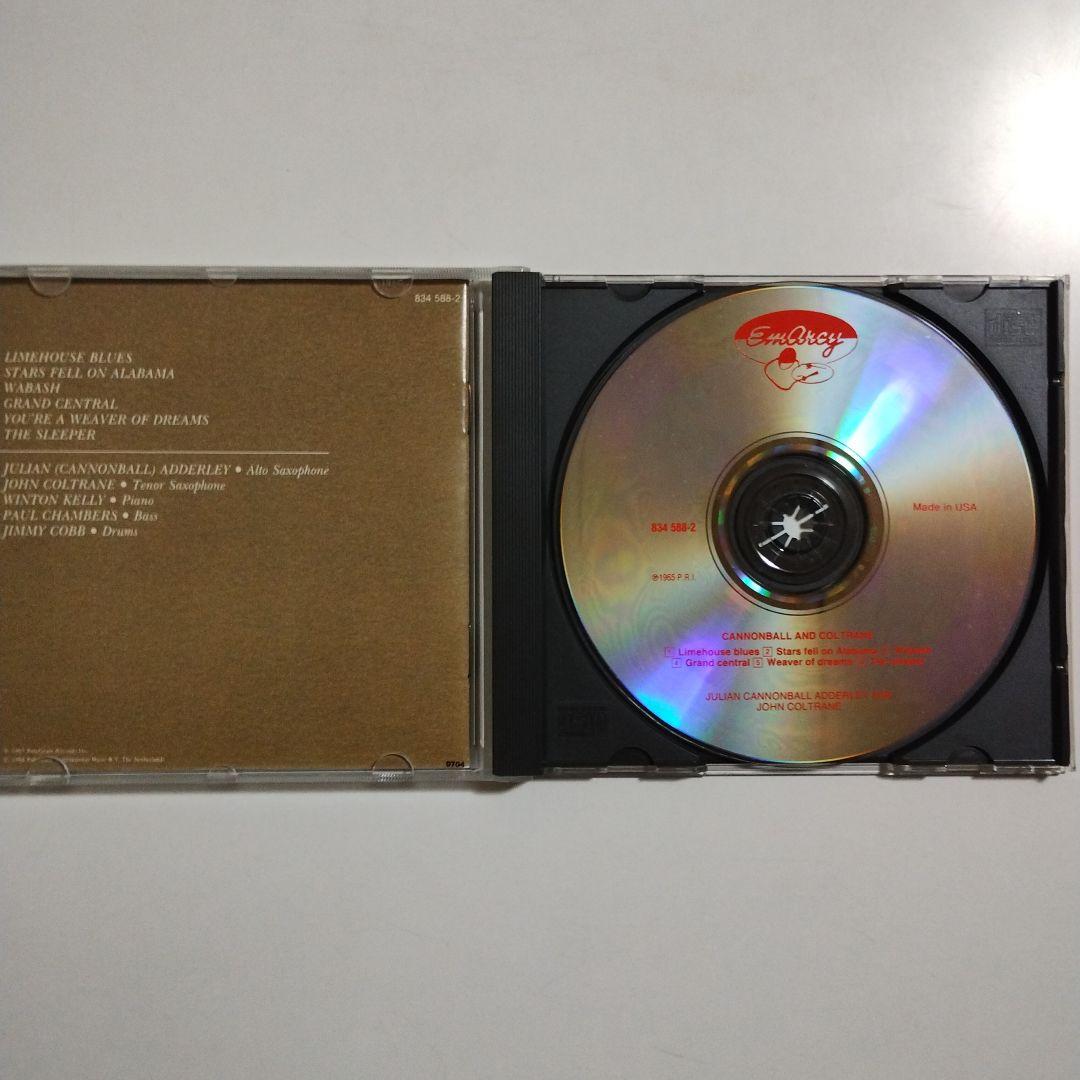 834 588-2
LIMEHOUSE BLUES
STARS FELL ON ALABAMA
WABASH
GRAND CENTRAL
YOU'RE A WEAVER OF DREAMS
THE SLEEPER
JULIAN (CANNONBALL) ADDERLEY • Alto Saxophone
JOHN COLTRANE • Tenor Saxophone
WINTON KELLY • Piano
PAUL CHAMBERS • Bass
JIMMY COBB • Drums
0704
EmArcy
Made in USA
834 588-2
℗1965 P.R.I.
CANNONBALL AND COLTRANE
1 Limehouse blues 2 Stars fell on Alabama
4 Grand central 5 Weaver of dreams
JULIAN CANNONBALL ADDERLEY AND
JOHN COLTRANE